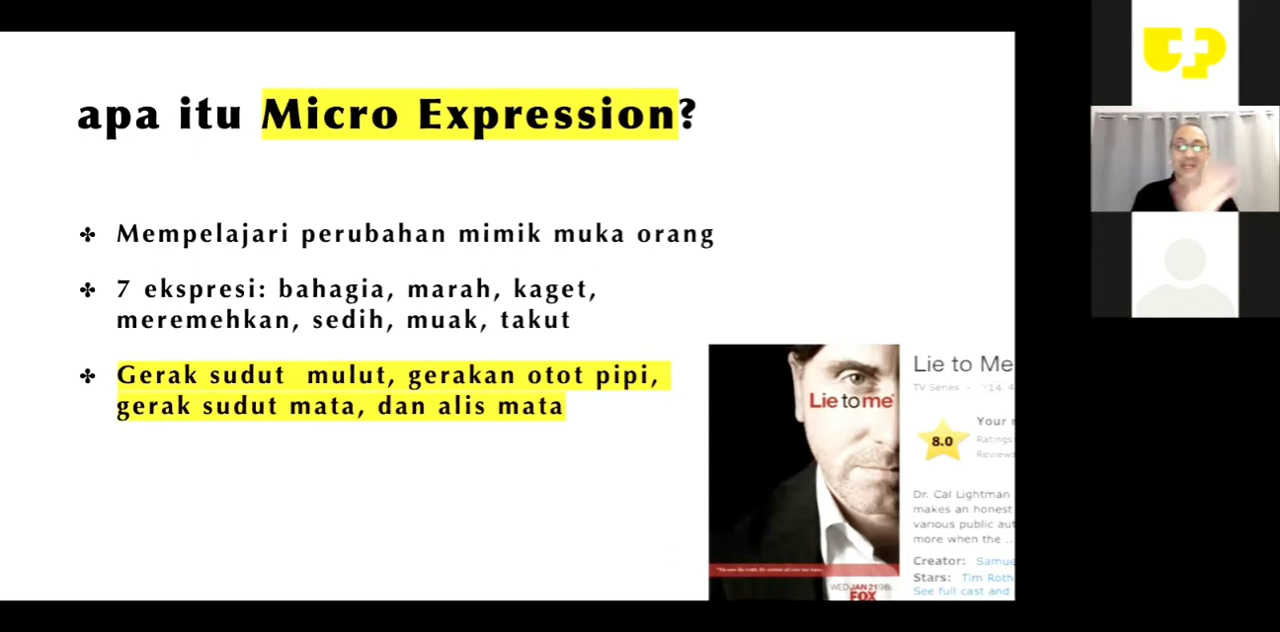 apa itu Micro Expression?
Mempelajari perubahan mimik muka orang
7 ekspresi: bahagia, marah, kaget,
meremehkan, sedih, muak, takut
Gerak sudut mulut, gerakan otot pipi,
gerak sudut mata, dan alis mata
Lie to me
WED JAN 21 9/8c
FOX
Lie to Me
TV Series -
Your
8.0
Ratings
Reviews
Dr. Cal Lightman
makes an honest
various public
more when the ..
Creator:
Stars: Tim Roth
See full cast and